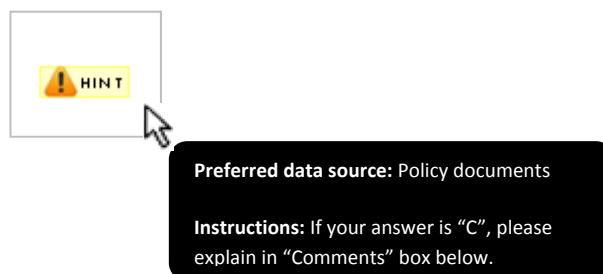 HINT
Preferred data source: Policy documents
Instructions: If your answer is “C”, please
explain in “Comments” box below.